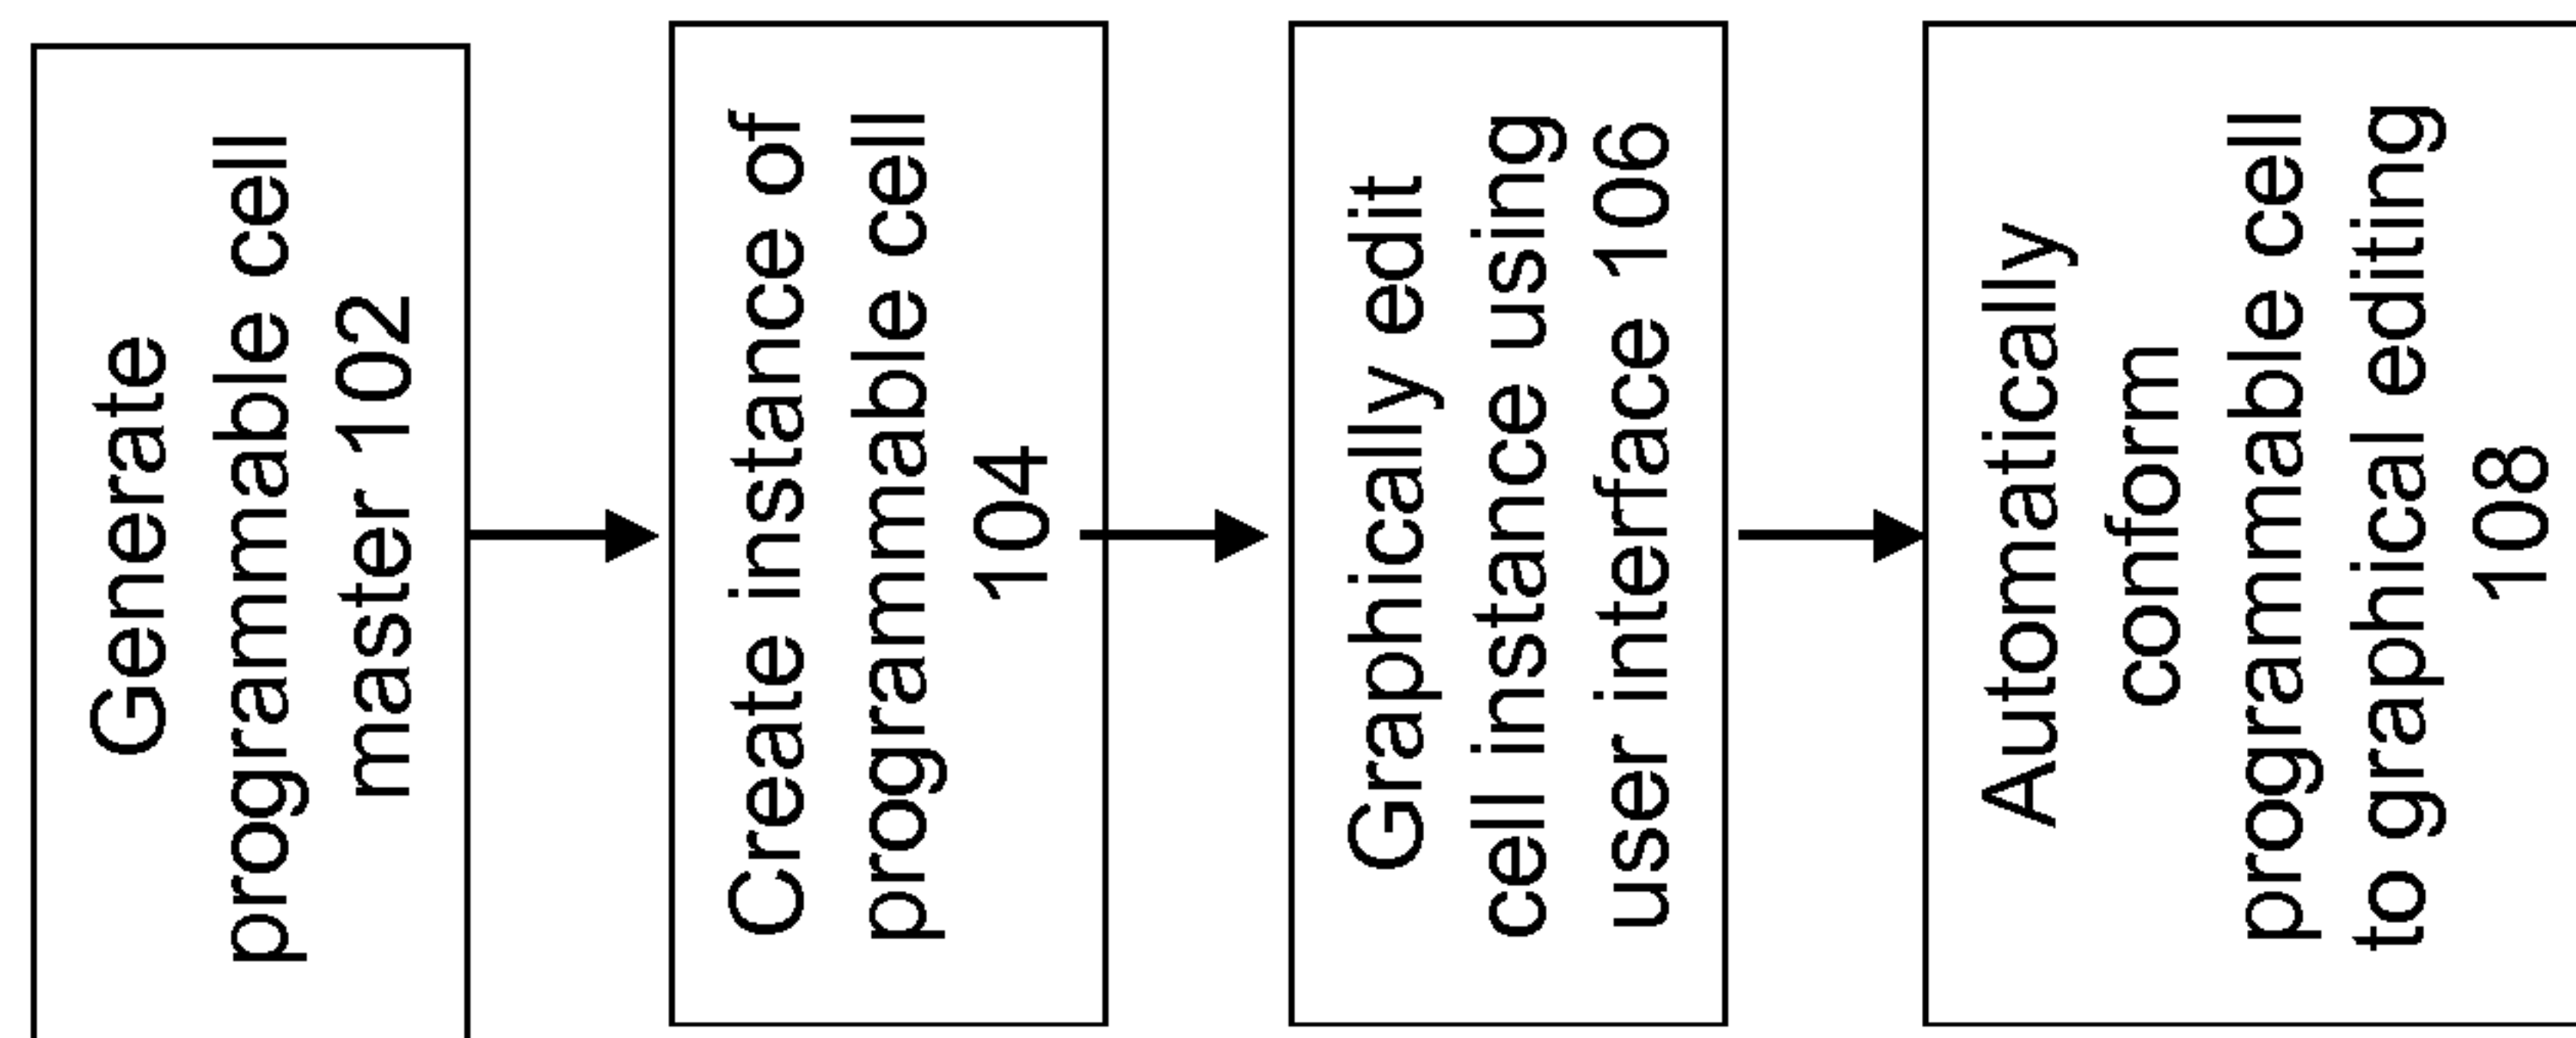 Generate
programmable cell
master 102
Create instance of
programmable cell
104
Graphically edit
cell instance using
user interface 106
Automatically
conform
programmable cell
to graphical editing
108